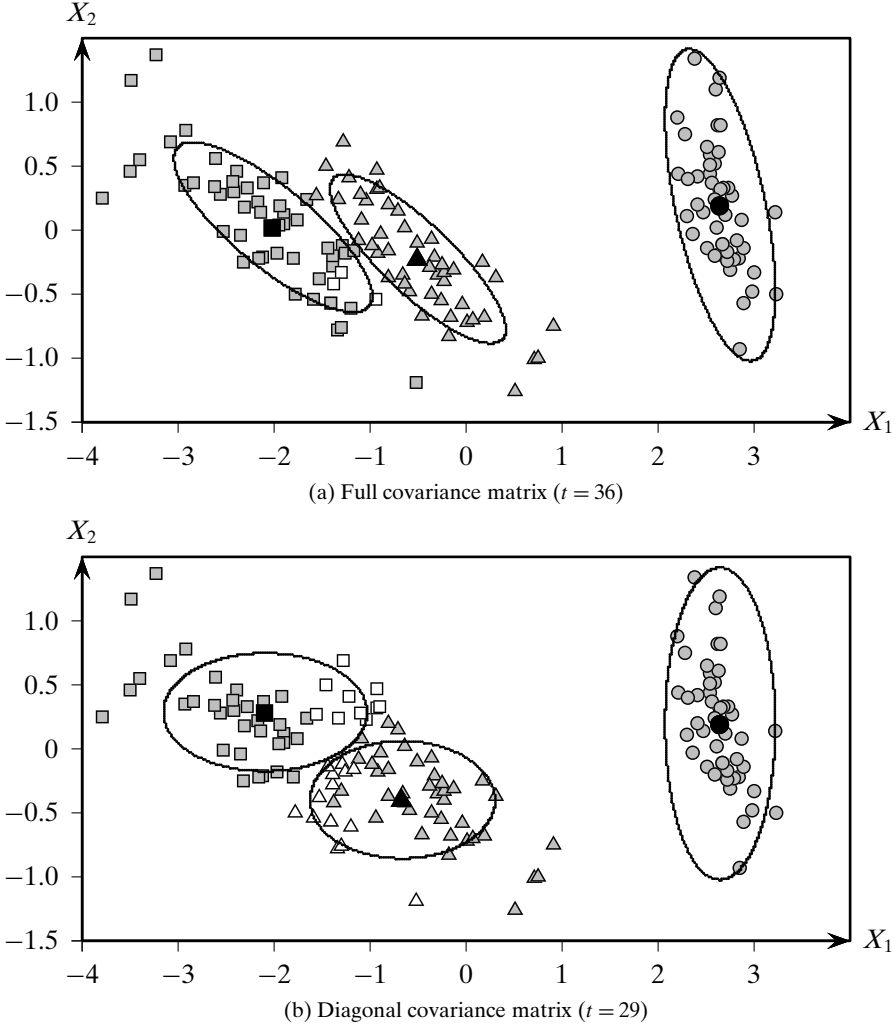 X₂
1.0
0.5
0
−0.5
−1.0
−1.5
X₁
−4 −3 −2 −1 0 1 2 3
(a) Full covariance matrix (t = 36)
X₂
1.0
0.5
0
−0.5
−1.0
−1.5
X₁
−4 −3 −2 −1 0 1 2 3
(b) Diagonal covariance matrix (t = 29)